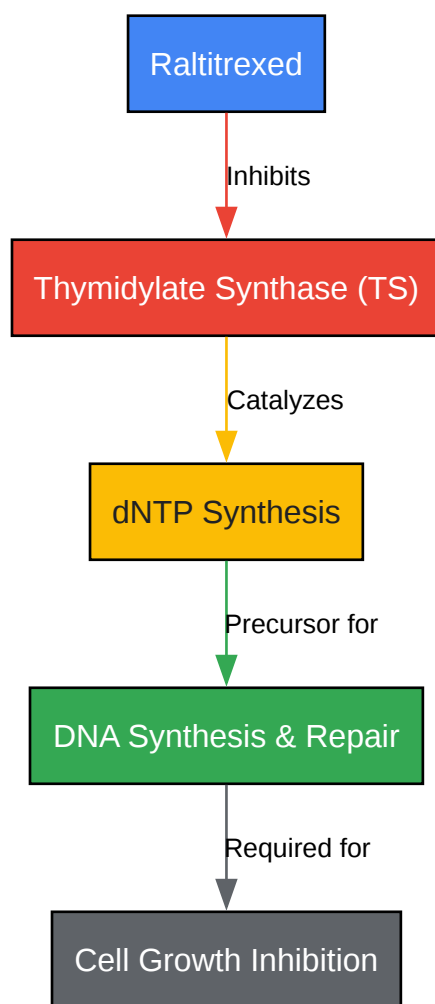 Raltitrexed
Inhibits
Thymidylate Synthase (TS)
Catalyzes
dNTP Synthesis
Precursor for
DNA Synthesis & Repair
Required for
Cell Growth Inhibition